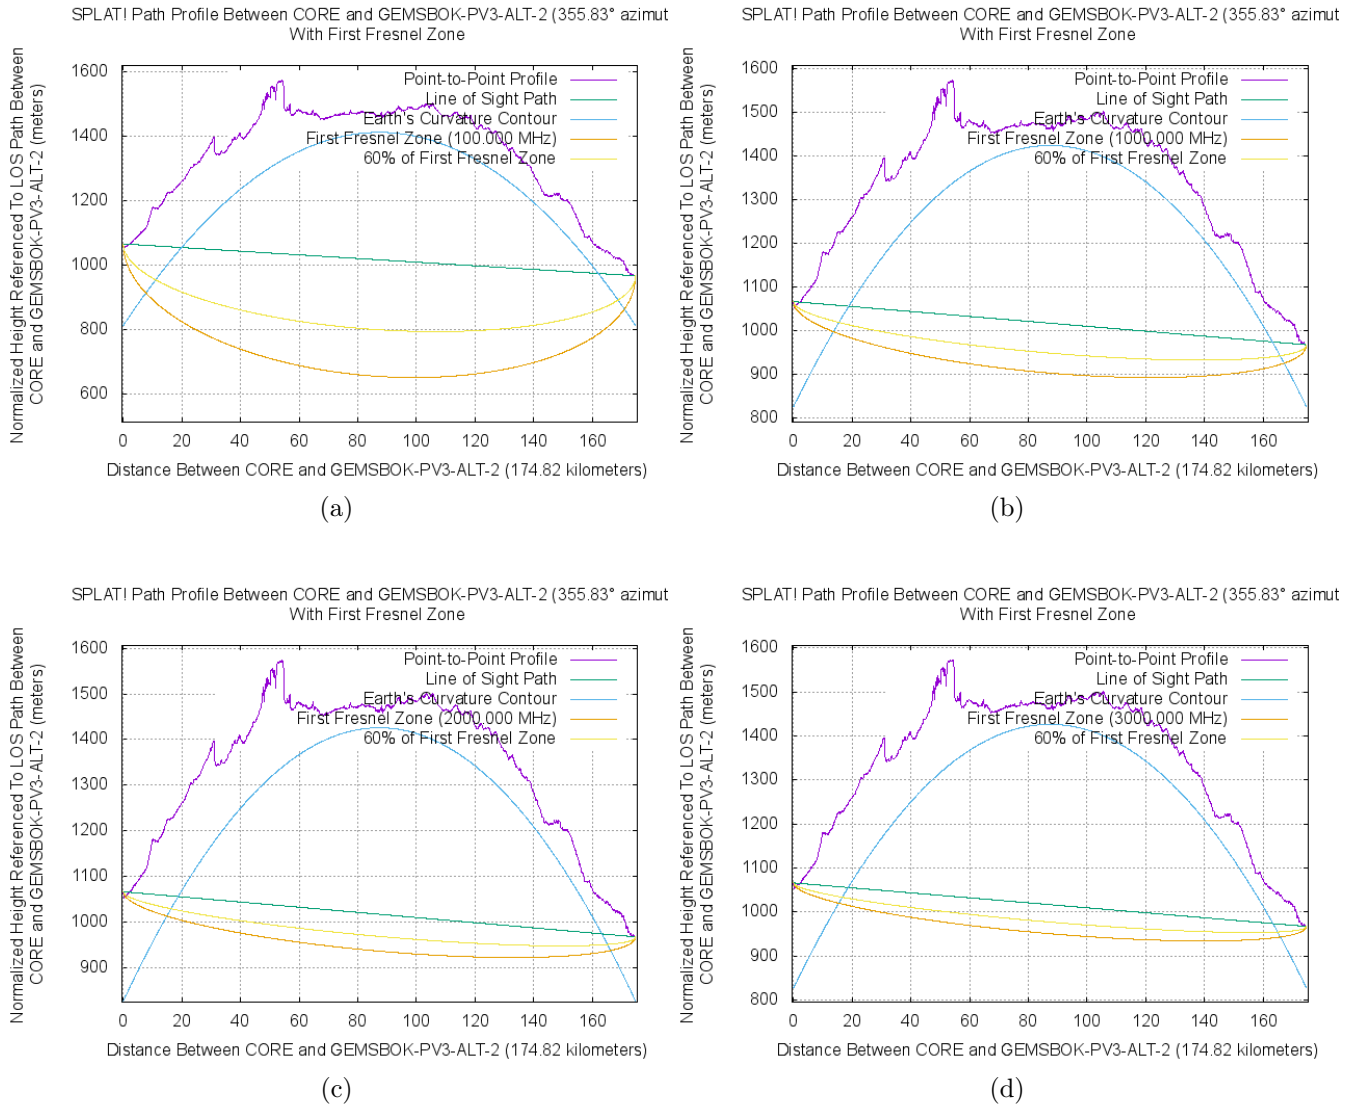 SPLAT! Path Profile Between CORE and GEMSBOK-PV3-ALT-2 (355.83° azimut
With First Fresnel Zone
Normalized Height Referenced To LOS Path Between
CORE and GEMSBOK-PV3-ALT-2 (meters)
1600
1400
1200
1000
800
600
Point-to-Point Profile
Line of Sight Path
Earth's Curvature Contour
First Fresnel Zone (100.000 MHz)
60% of First Fresnel Zone
0 20 40 60 80 100 120 140 160
Distance Between CORE and GEMSBOK-PV3-ALT-2 (174.82 kilometers)
(a)
SPLAT! Path Profile Between CORE and GEMSBOK-PV3-ALT-2 (355.83° azimut
With First Fresnel Zone
Normalized Height Referenced To LOS Path Between
CORE and GEMSBOK-PV3-ALT-2 (meters)
1600
1500
1400
1300
1200
1100
1000
900
800
Point-to-Point Profile
Line of Sight Path
Earth's Curvature Contour
First Fresnel Zone (1000.000 MHz)
60% of First Fresnel Zone
0 20 40 60 80 100 120 140 160
Distance Between CORE and GEMSBOK-PV3-ALT-2 (174.82 kilometers)
(b)
SPLAT! Path Profile Between CORE and GEMSBOK-PV3-ALT-2 (355.83° azimut
With First Fresnel Zone
Normalized Height Referenced To LOS Path Between
CORE and GEMSBOK-PV3-ALT-2 (meters)
1600
1500
1400
1300
1200
1100
1000
900
Point-to-Point Profile
Line of Sight Path
Earth's Curvature Contour
First Fresnel Zone (2000.000 MHz)
60% of First Fresnel Zone
0 20 40 60 80 100 120 140 160
Distance Between CORE and GEMSBOK-PV3-ALT-2 (174.82 kilometers)
(c)
SPLAT! Path Profile Between CORE and GEMSBOK-PV3-ALT-2 (355.83° azimut
With First Fresnel Zone
Normalized Height Referenced To LOS Path Between
CORE and GEMSBOK-PV3-ALT-2 (meters)
1600
1500
1400
1300
1200
1100
1000
900
800
Point-to-Point Profile
Line of Sight Path
Earth's Curvature Contour
First Fresnel Zone (3000.000 MHz)
60% of First Fresnel Zone
0 20 40 60 80 100 120 140 160
Distance Between CORE and GEMSBOK-PV3-ALT-2 (174.82 kilometers)
(d)